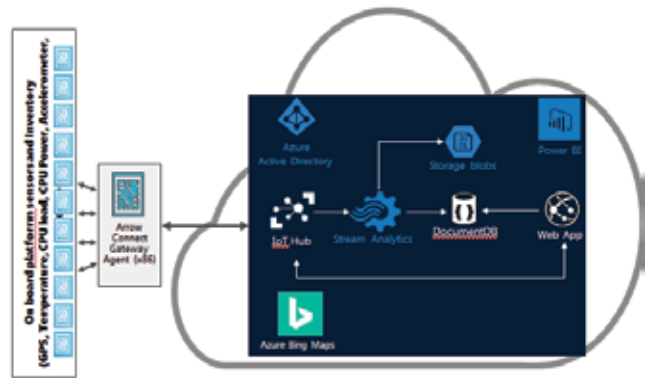 On board platforms sensors and inventory
(GPS, Temperature, CPU load, CPU Power, Accelerometer,
Arrow
Connect
Gateway
Agent (x86)
Azure
Active Directory
Storage blobs
Power BI
IoT Hub
Stream Analytics
DocumentDB
Web App
Azure Bing Maps